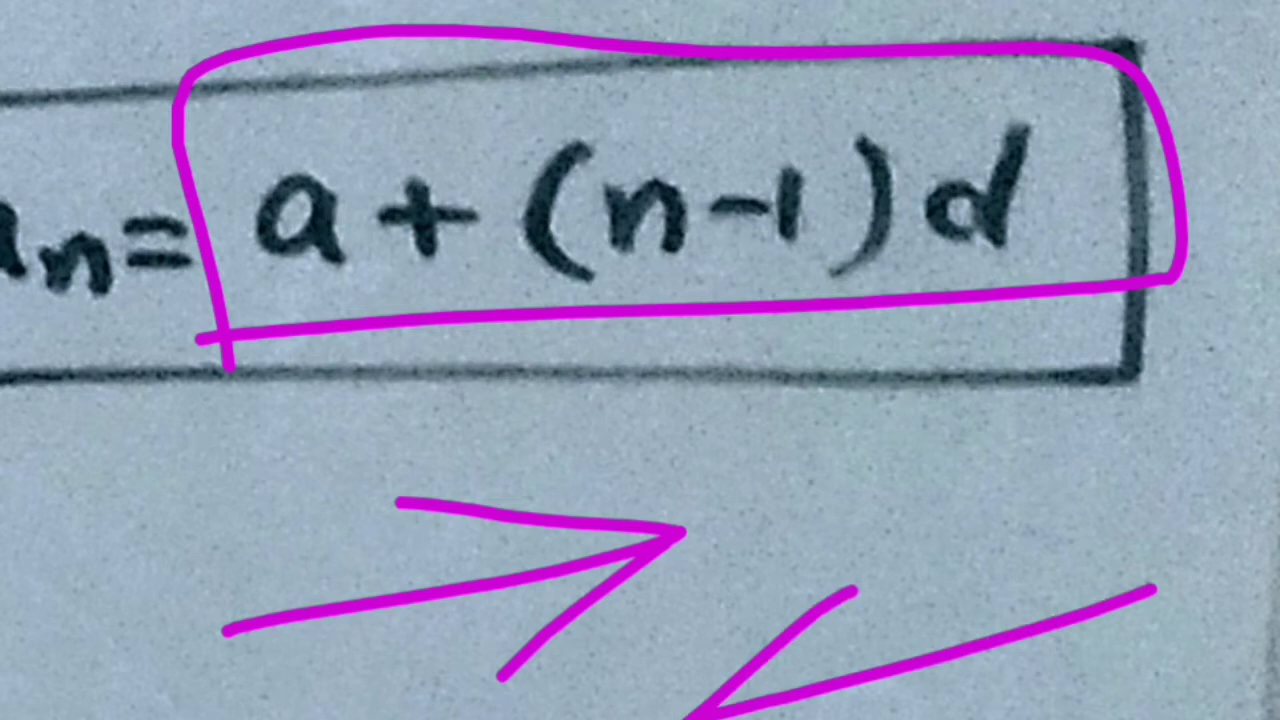 an= a + (n-1)d